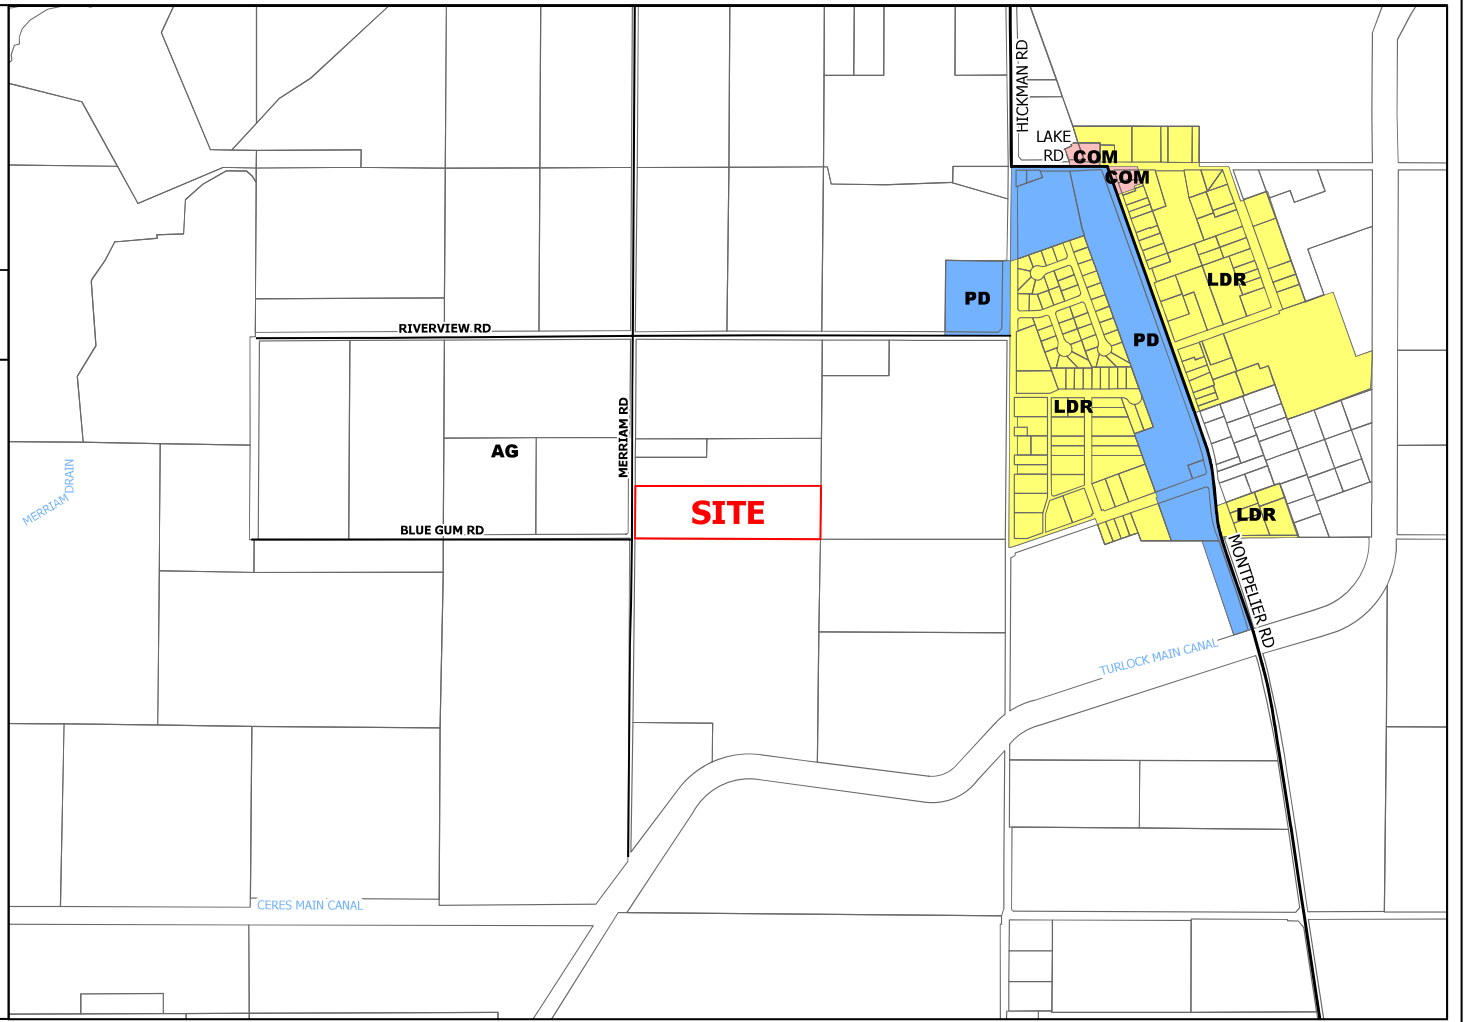 HICKMAN RD
LAKE
RD
COM
COM
LDR
PD
RIVERVIEW RD
PD
MERRIAM RD
LDR
AG
MERRIAM DRAIN
SITE
LDR
BLUE GUM RD
MONTPELIER RD
TURLOCK MAIN CANAL
CERES MAIN CANAL